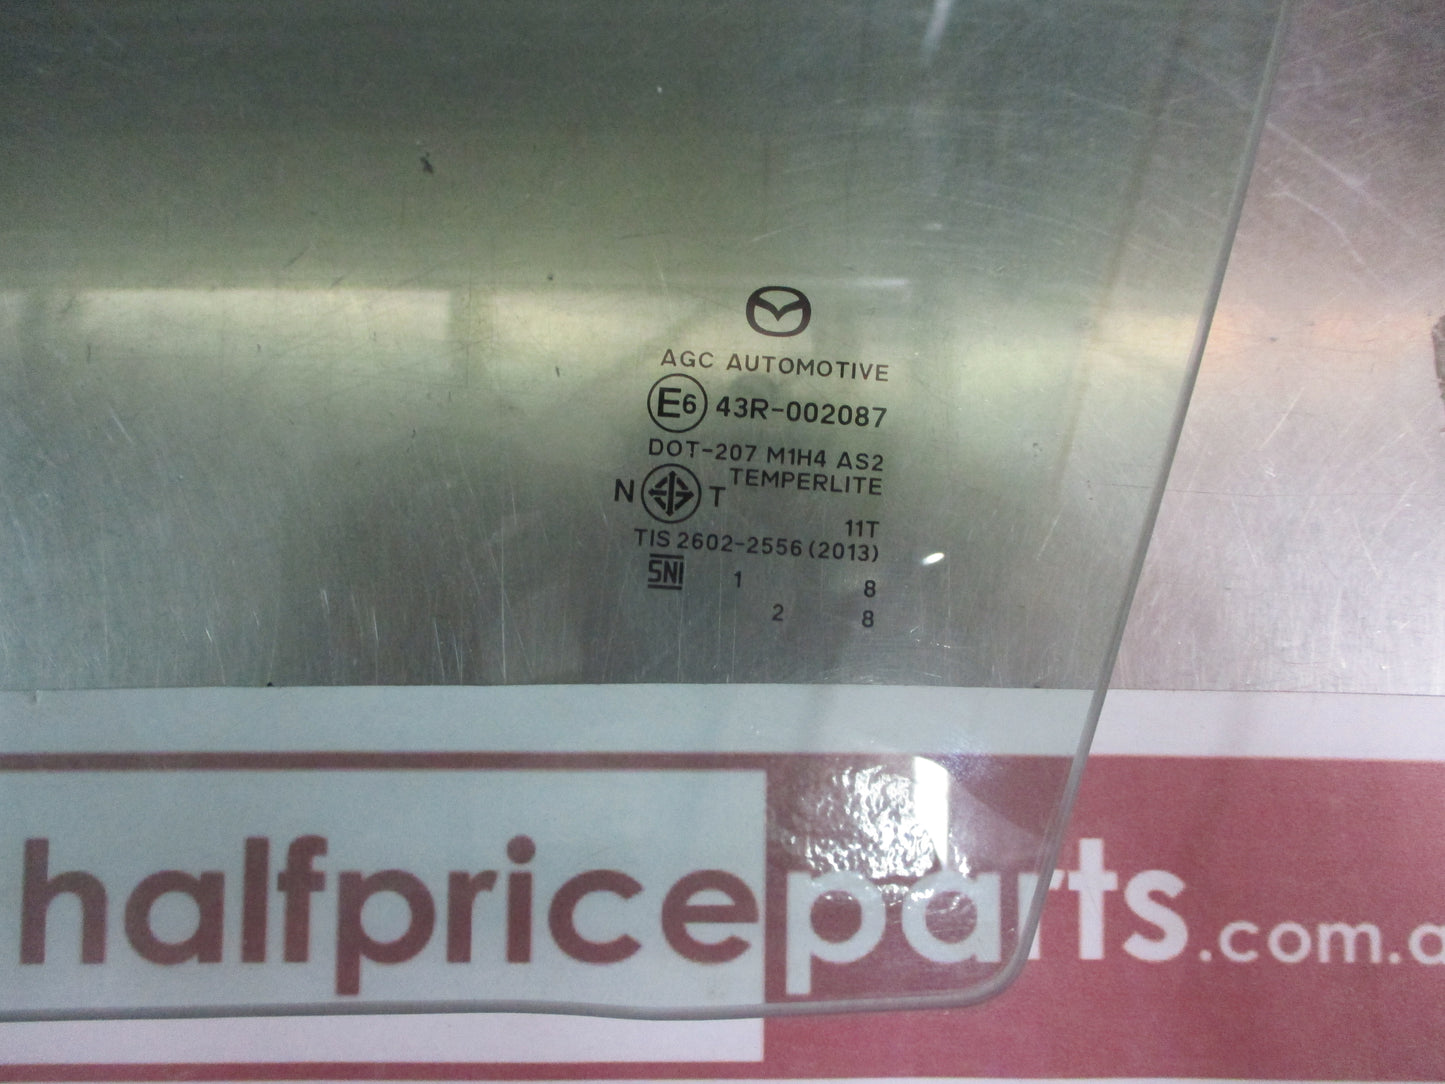 AGC AUTOMOTIVE
E6 43R-002087
DOT-207 M1H4 AS2
TEMPERLITE
N T
11T
TIS 2602-2556 (2013)
SNI 1 8
2 8
halfpriceparts.com.a